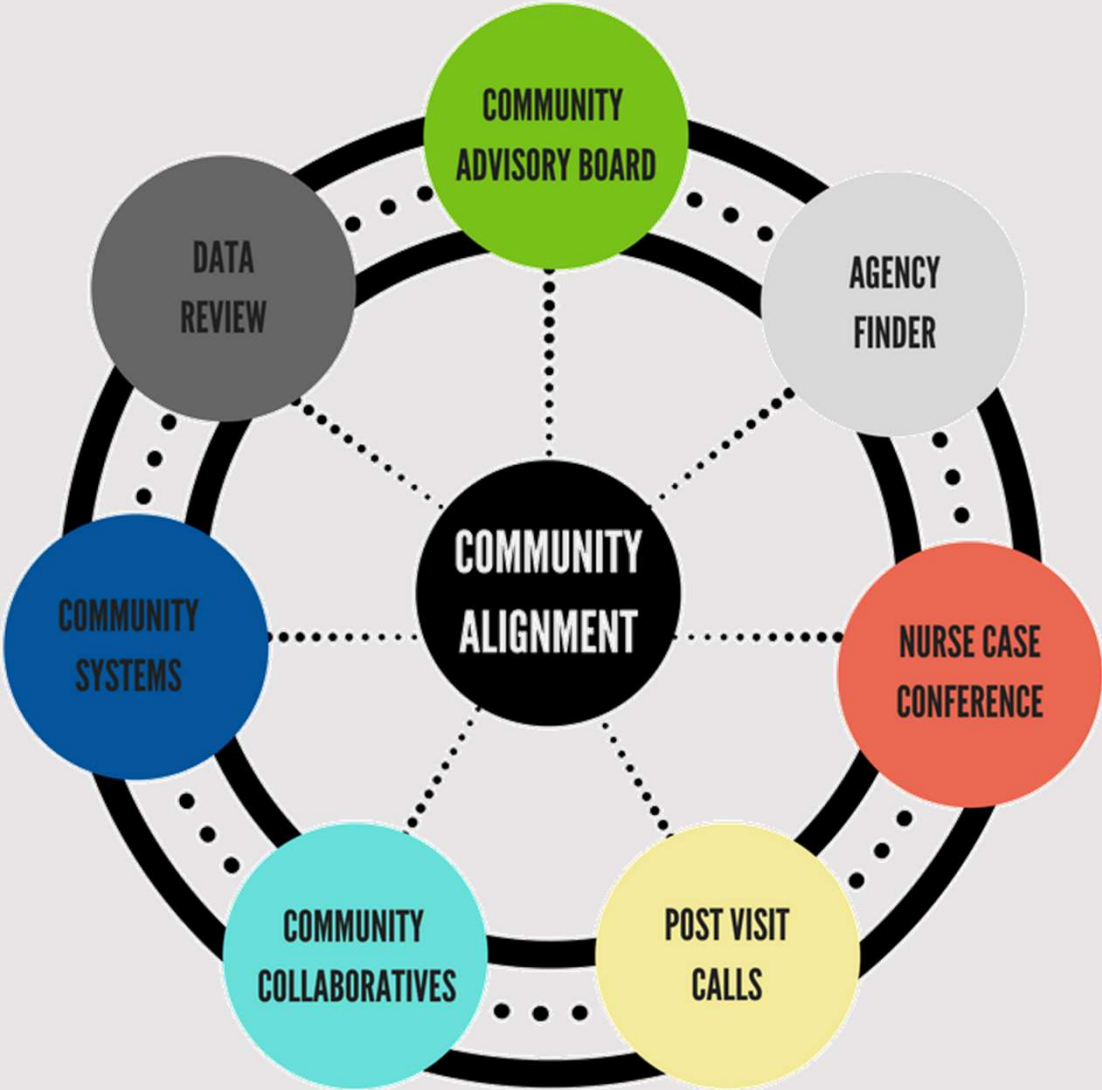 COMMUNITY
ADVISORY BOARD
AGENCY
FINDER
NURSE CASE
CONFERENCE
POST VISIT
CALLS
COMMUNITY
COLLABORATIVES
COMMUNITY
SYSTEMS
DATA
REVIEW
COMMUNITY
ALIGNMENT